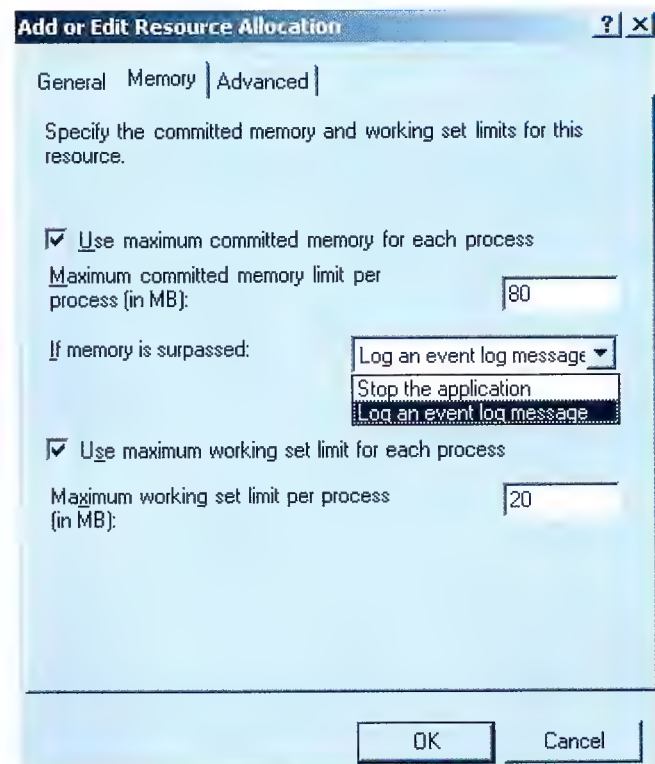 Add or Edit Resource Allocation ? ×
General Memory Advanced
Specify the committed memory and working set limits for this
resource.
Use maximum committed memory for each process
Maximum committed memory limit per
process (in MB):
80
If memory is surpassed:
Log an event log message
Stop the application
Log an event log message
Use maximum working set limit for each process
Maximum working set limit per process
(in MB):
20
OK Cancel